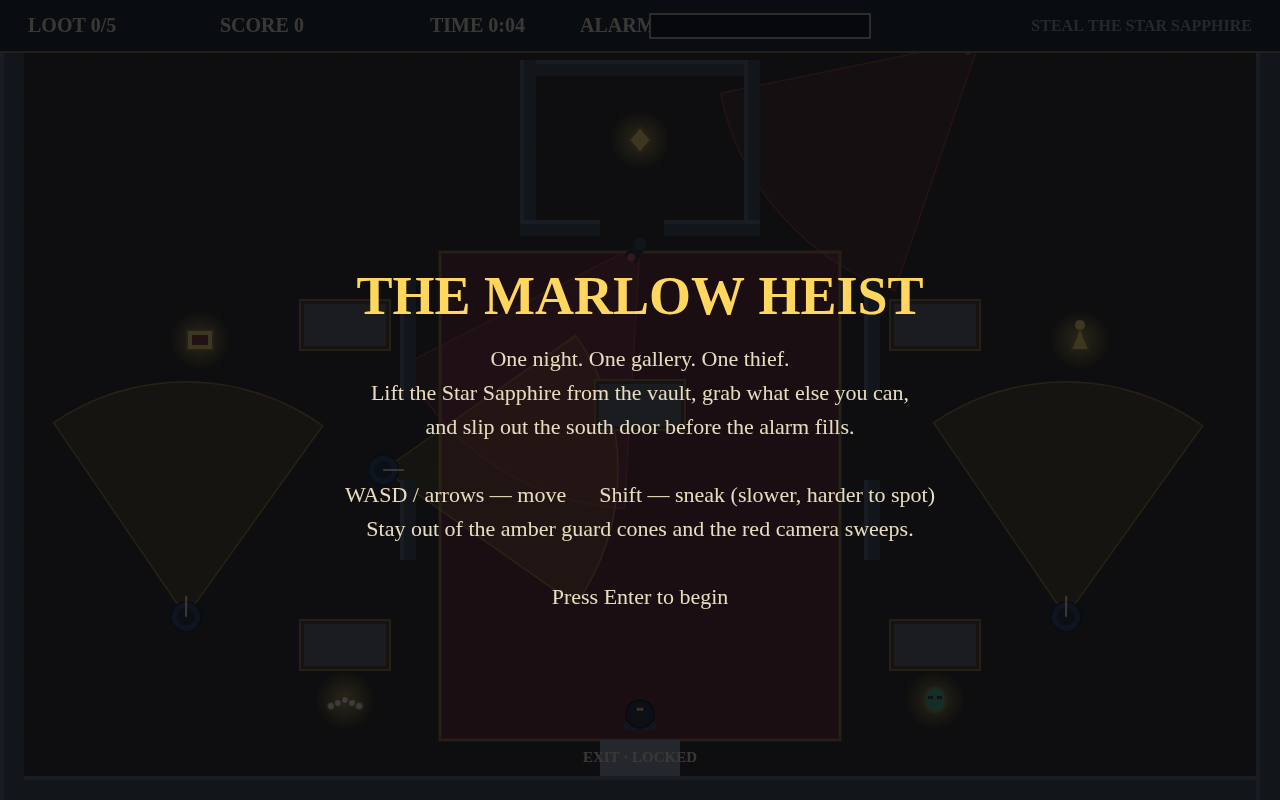 LOOT 0/5 SCORE 0 TIME 0:04 ALARM STEAL THE STAR SAPPHIRE
THE MARLOW HEIST
One night. One gallery. One thief.
Lift the Star Sapphire from the vault, grab what else you can,
and slip out the south door before the alarm fills.
WASD / arrows — move Shift — sneak (slower, harder to spot)
Stay out of the amber guard cones and the red camera sweeps.
Press Enter to begin
EXIT · LOCKED